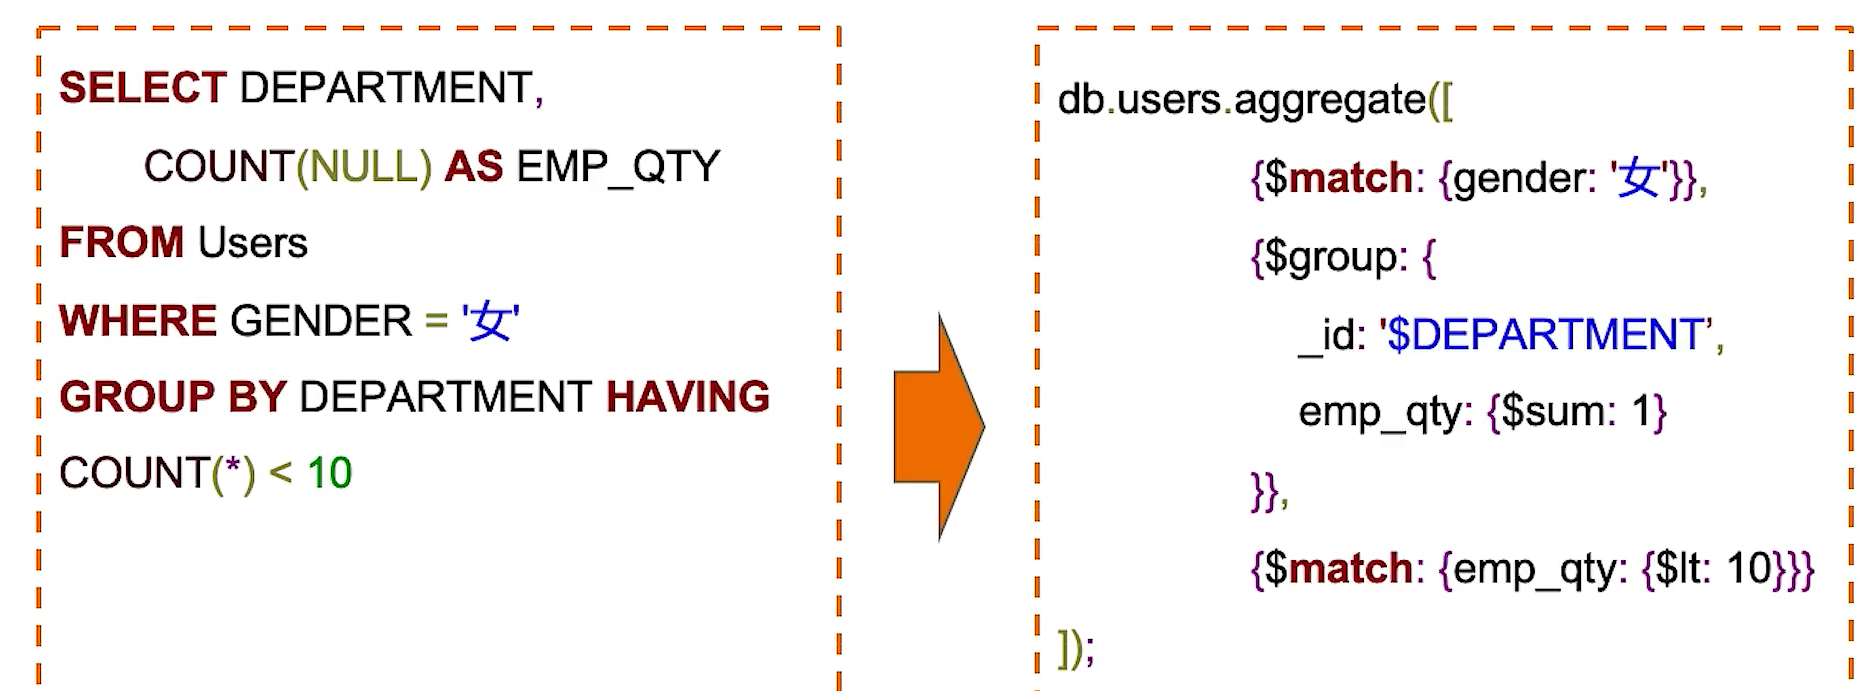 SELECT DEPARTMENT,
COUNT(NULL) AS EMP_QTY
FROM Users
WHERE GENDER = '女'
GROUP BY DEPARTMENT HAVING
COUNT(*) < 10
db.users.aggregate([
{$match: {gender: '女'}},
{$group: {
_id: '$DEPARTMENT’,
emp_qty: {$sum: 1}
}},
{$match: {emp_qty: {$lt: 10}}}
]);